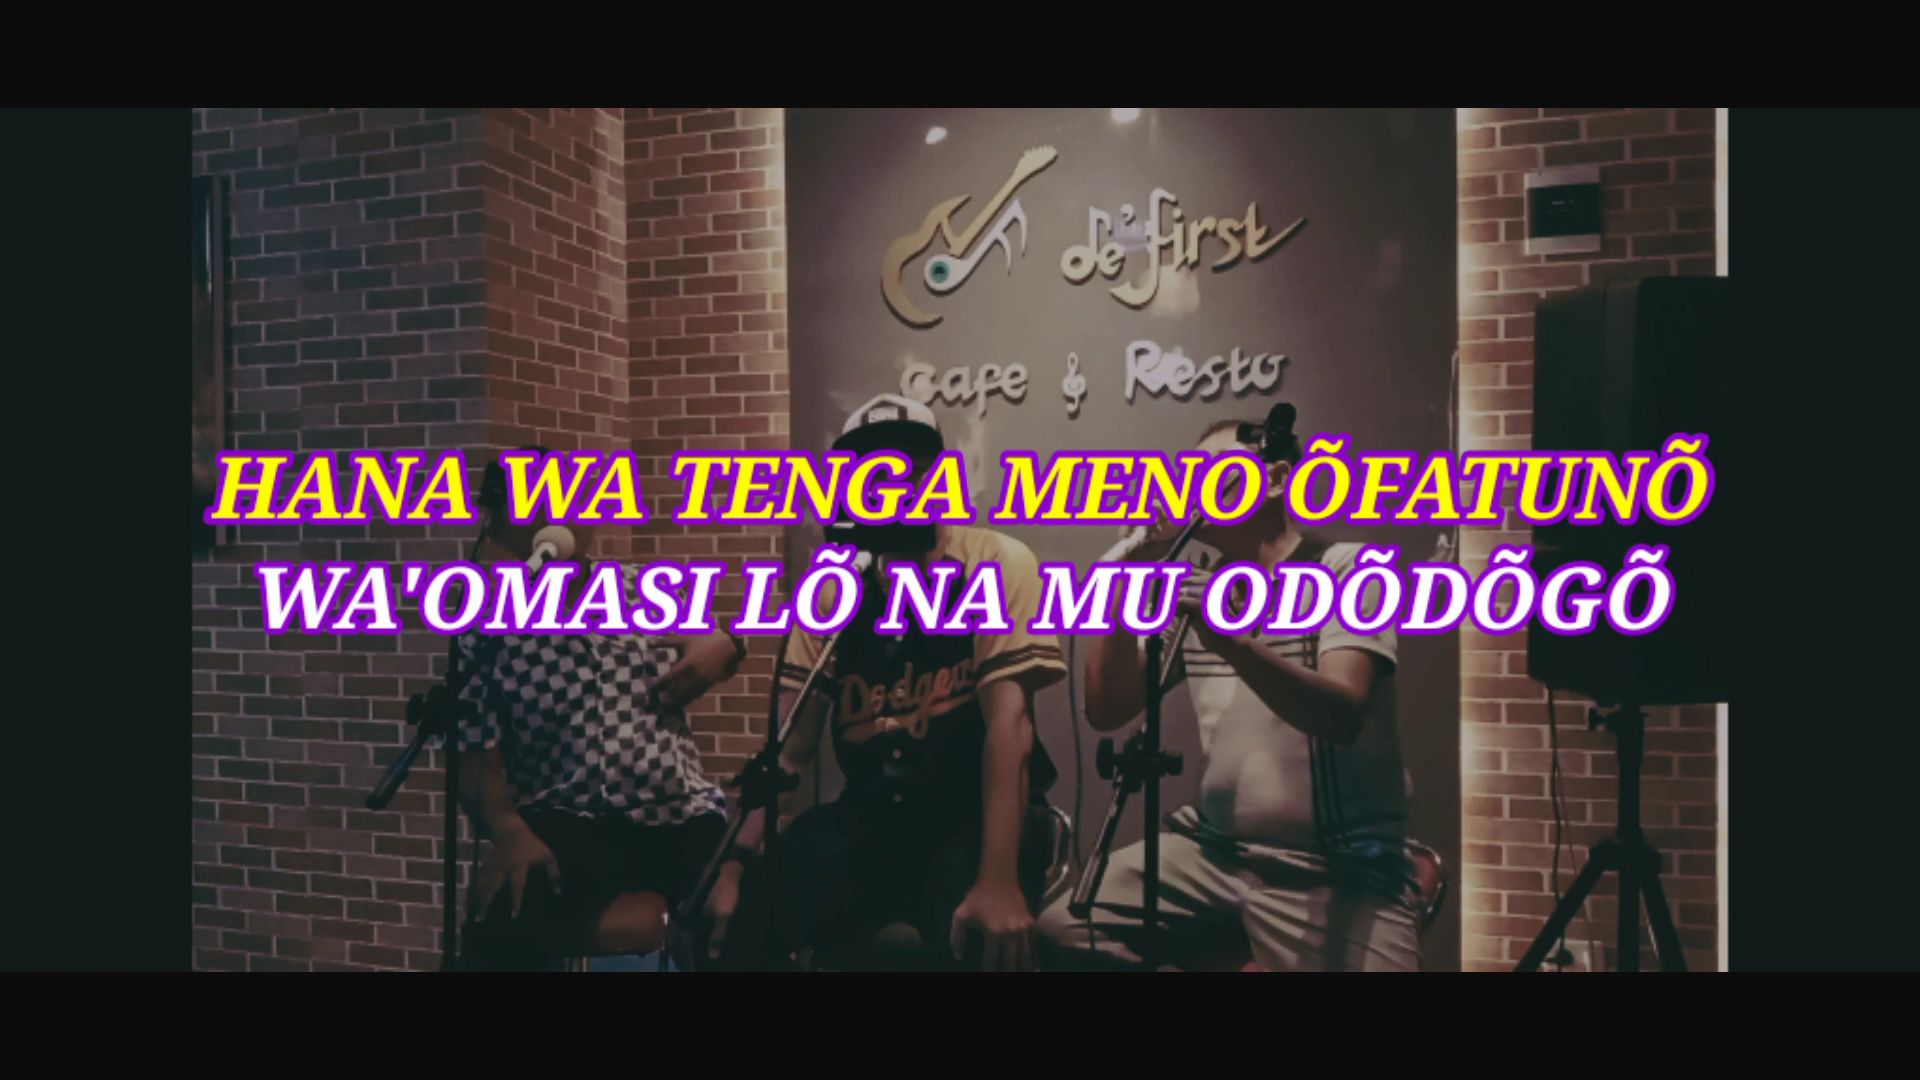 de'first
Cafe & Resto
HANA WA TENGA MENO ÕFATUNÕ
WA'OMASI LÕ NA MU ODÕDÕGÕ
Dodgers